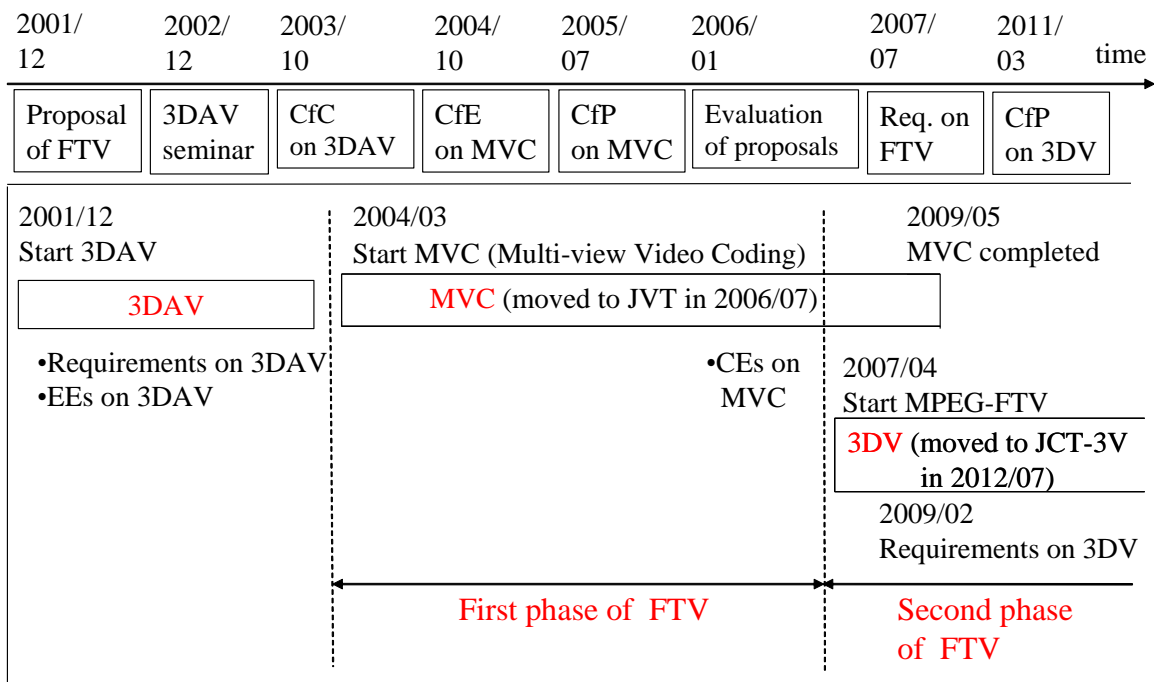 2001/
12
2002/
12
2003/
10
2004/
10
2005/
07
2006/
01
2007/
07
2011/
03
time
Proposal
of FTV
3DAV
seminar
CfC
on 3DAV
CfE
on MVC
CfP
on MVC
Evaluation
of proposals
Req. on
FTV
CfP
on 3DV
2001/12
Start 3DAV
3DAV
•Requirements on 3DAV
•EEs on 3DAV
2004/03
Start MVC (Multi-view Video Coding)
MVC (moved to JVT in 2006/07)
•CEs on
MVC
2009/05
MVC completed
2007/04
Start MPEG-FTV
3DV (moved to JCT-3V
in 2012/07)
2009/02
Requirements on 3DV
First phase of FTV
Second phase
of FTV